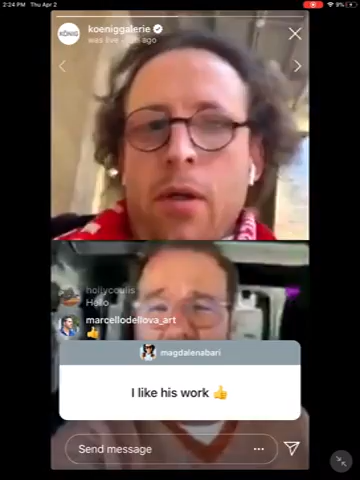 2:24 PM Thu Apr 2
9%
KÖNIG
koeniggalerie
was live
ago
hollycoulis
Hello
marcellodellova_art
👍
magdalenabari
I like his work 👍
Send message